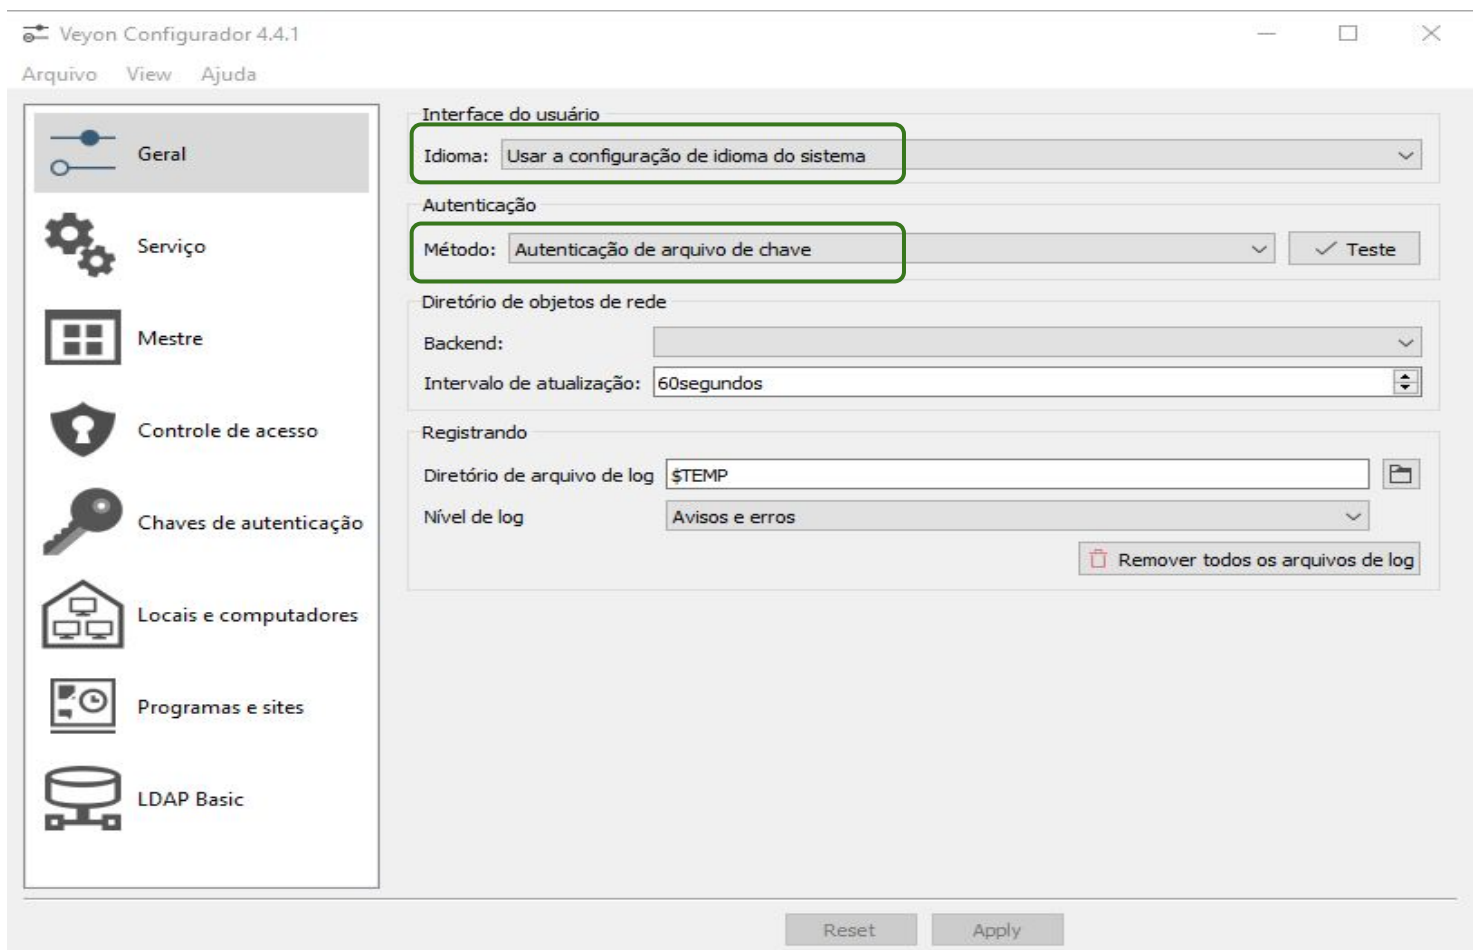 Veyon Configurador 4.4.1
Arquivo View Ajuda
Geral
Serviço
Mestre
Controle de acesso
Chaves de autenticação
Locais e computadores
Programas e sites
LDAP Basic
Interface do usuário
Idioma: Usar a configuração de idioma do sistema
Autenticação
Método: Autenticação de arquivo de chave Teste
Diretório de objetos de rede
Backend:
Intervalo de atualização: 60segundos
Registrando
Diretório de arquivo de log $TEMP
Nível de log Avisos e erros
Remover todos os arquivos de log
Reset Apply